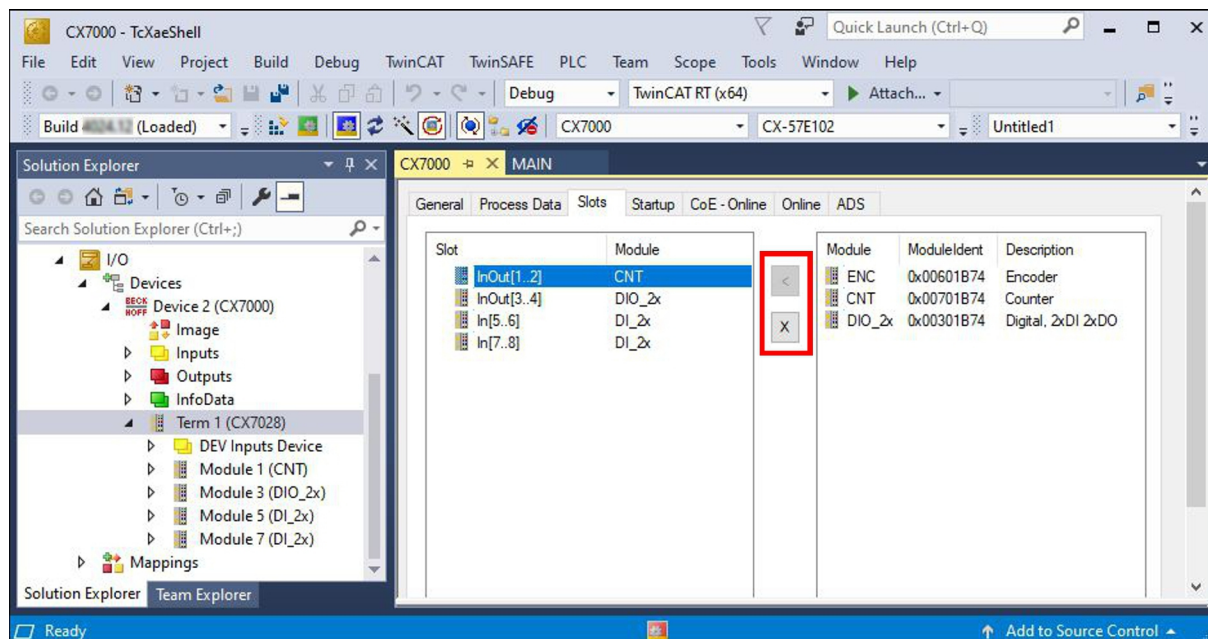 CX7000 - TcXaeShell
Quick Launch (Ctrl+Q)
File Edit View Project Build Debug TwinCAT TwinSAFE PLC Team Scope Tools Window Help
Debug TwinCAT RT (x64) Attach...
Build (Loaded) CX7000 CX-57E102 Untitled1
Solution Explorer
Search Solution Explorer (Ctrl+;)
I/O
Devices
BECKHOFF Device 2 (CX7000)
Image
Inputs
Outputs
InfoData
Term 1 (CX7028)
DEV Inputs Device
Module 1 (CNT)
Module 3 (DIO_2x)
Module 5 (DI_2x)
Module 7 (DI_2x)
Mappings
Solution Explorer Team Explorer
CX7000 MAIN
General Process Data Slots Startup CoE - Online Online ADS
Slot Module
InOut[1..2] CNT
InOut[3..4] DIO_2x
In[5..6] DI_2x
In[7..8] DI_2x
<
X
Module ModuleIdent Description
ENC 0x00601B74 Encoder
CNT 0x00701B74 Counter
DIO_2x 0x00301B74 Digital, 2xDI 2xDO
Ready Add to Source Control